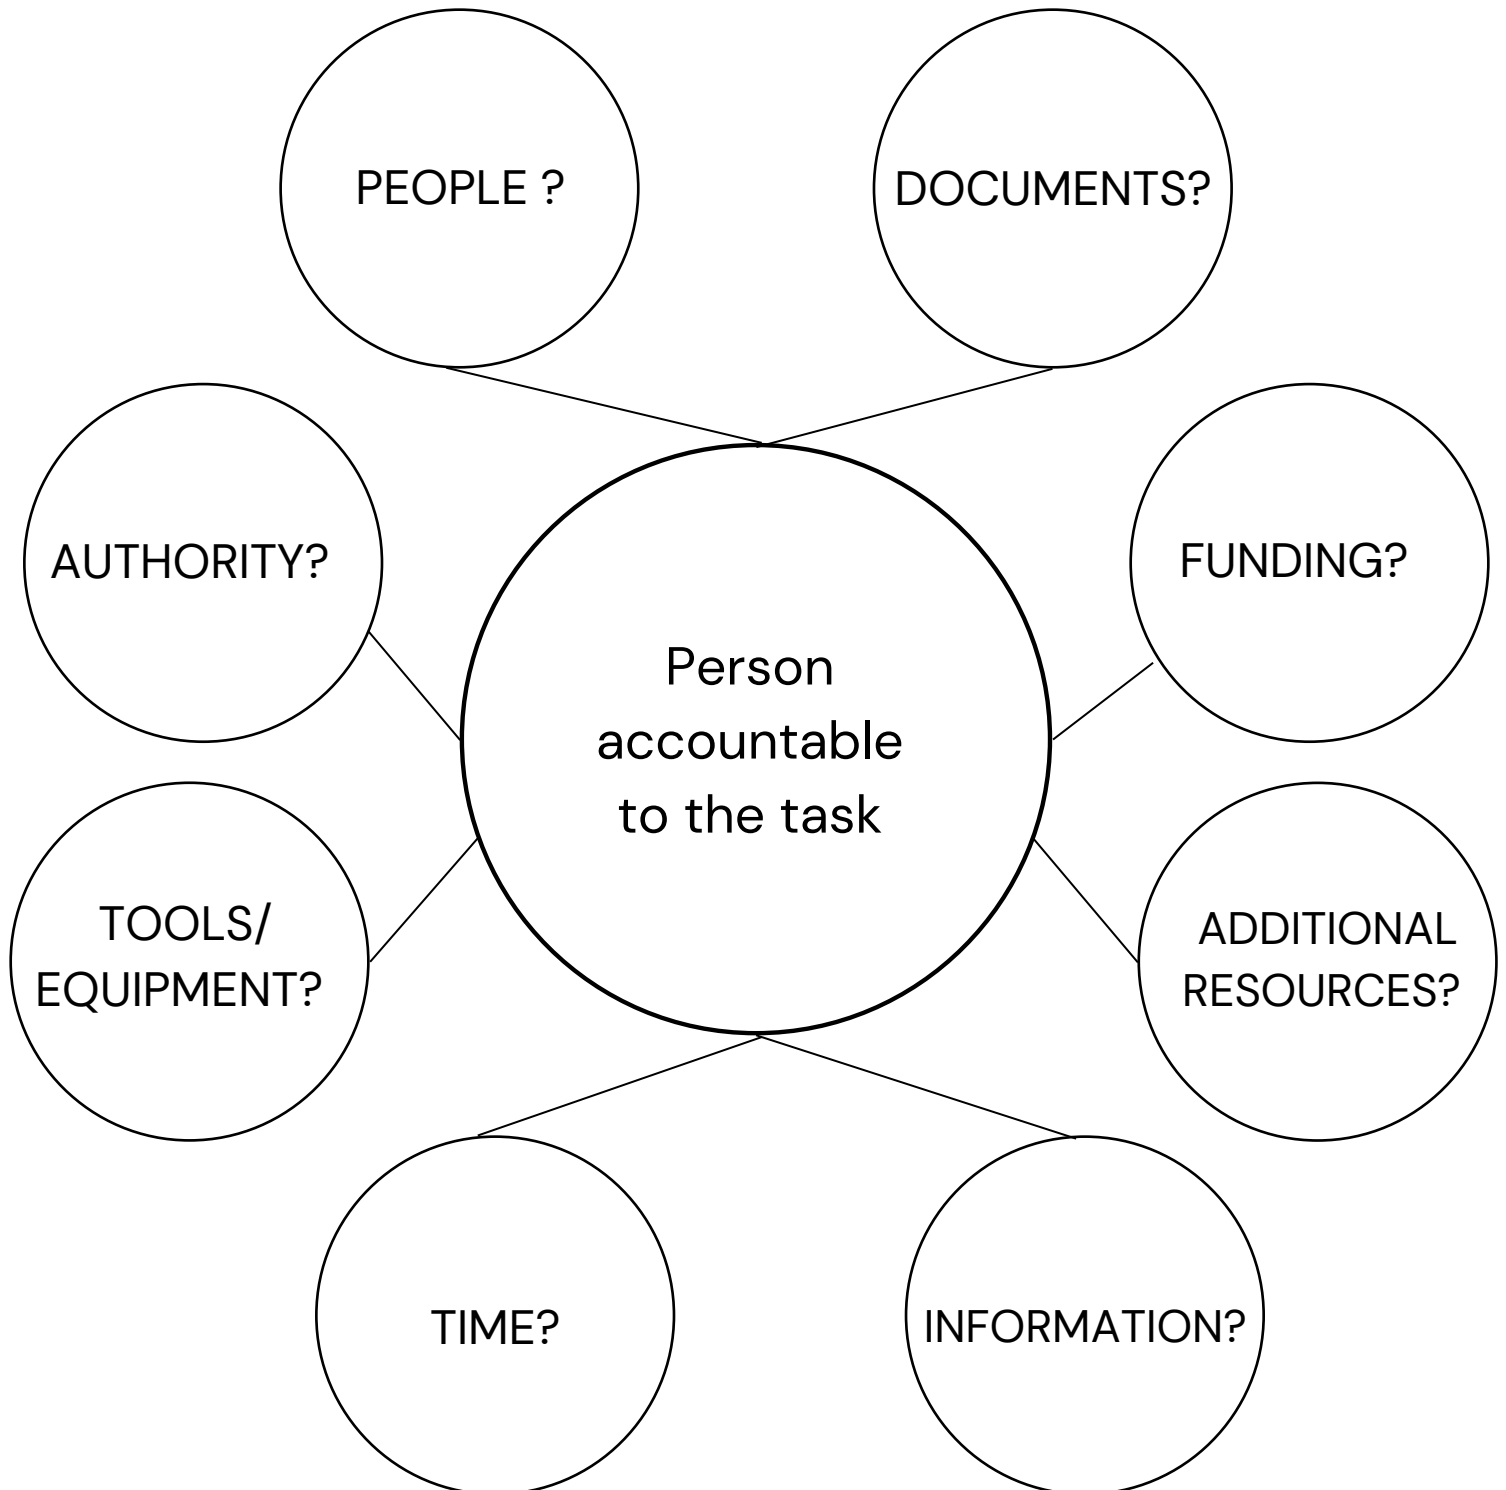 PEOPLE ?
DOCUMENTS?
AUTHORITY?
FUNDING?
Person
accountable
to the task
TOOLS/
EQUIPMENT?
ADDITIONAL
RESOURCES?
TIME?
INFORMATION?